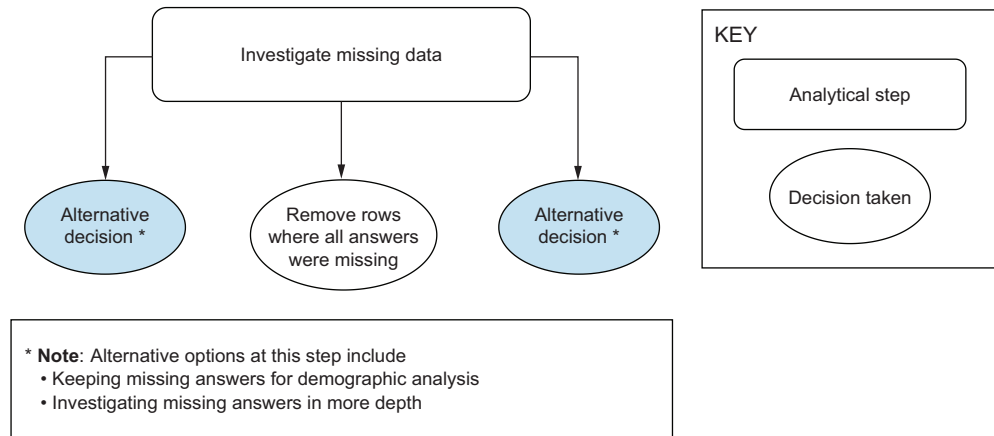 Investigate missing data
Alternative
decision *
Remove rows
where all answers
were missing
Alternative
decision *
KEY
Analytical step
Decision taken
* Note: Alternative options at this step include
• Keeping missing answers for demographic analysis
• Investigating missing answers in more depth